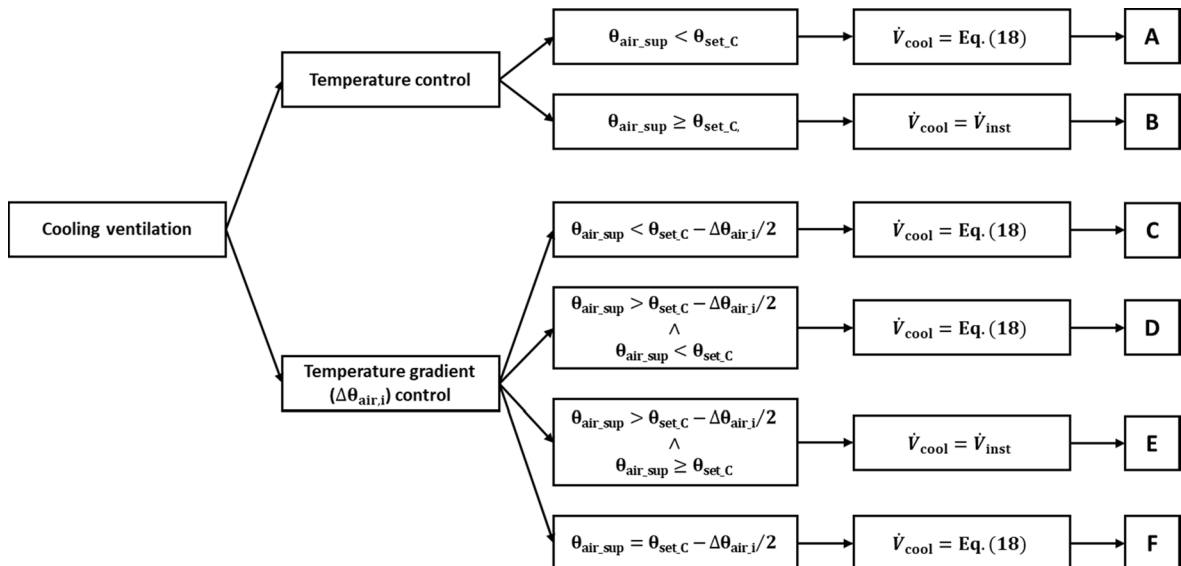 Cooling ventilation
Temperature control
θair_sup < θset_C
V̇cool = Eq. (18)
A
θair_sup ≥ θset_C,
V̇cool = V̇inst
B
Temperature gradient
(Δθair,i) control
θair_sup < θset_C − Δθair_i/2
V̇cool = Eq. (18)
C
θair_sup > θset_C − Δθair_i/2
∧
θair_sup < θset_C
V̇cool = Eq. (18)
D
θair_sup > θset_C − Δθair_i/2
∧
θair_sup ≥ θset_C
V̇cool = V̇inst
E
θair_sup = θset_C − Δθair_i/2
V̇cool = Eq. (18)
F